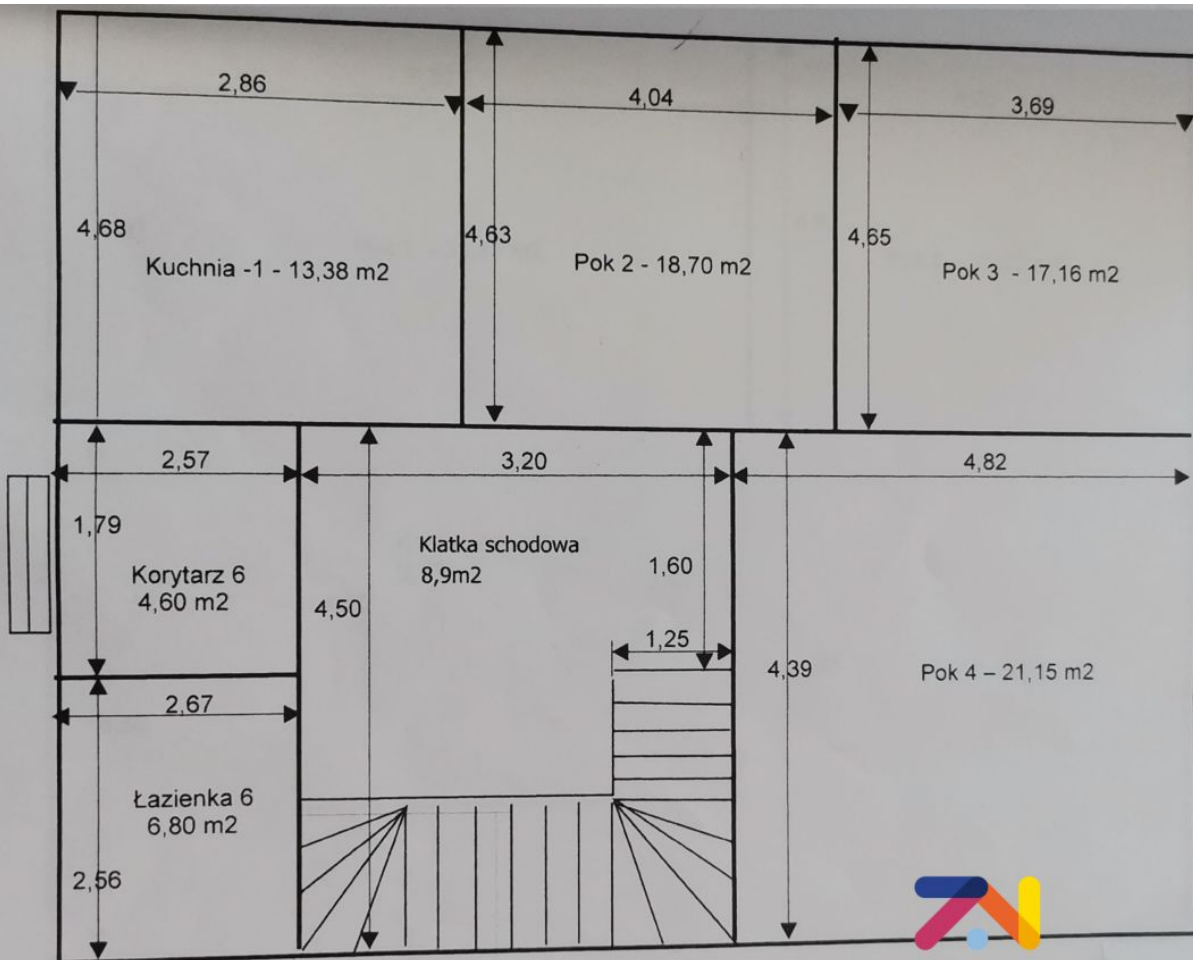 2,86
4,04
3,69
4,68
4,63
4,65
Kuchnia -1 - 13,38 m2
Pok 2 - 18,70 m2
Pok 3 - 17,16 m2
2,57
3,20
4,82
1,79
Klatka schodowa
8,9m2
1,60
Korytarz 6
4,60 m2
4,50
1,25
4,39
Pok 4 – 21,15 m2
2,67
Łazienka 6
6,80 m2
2,56